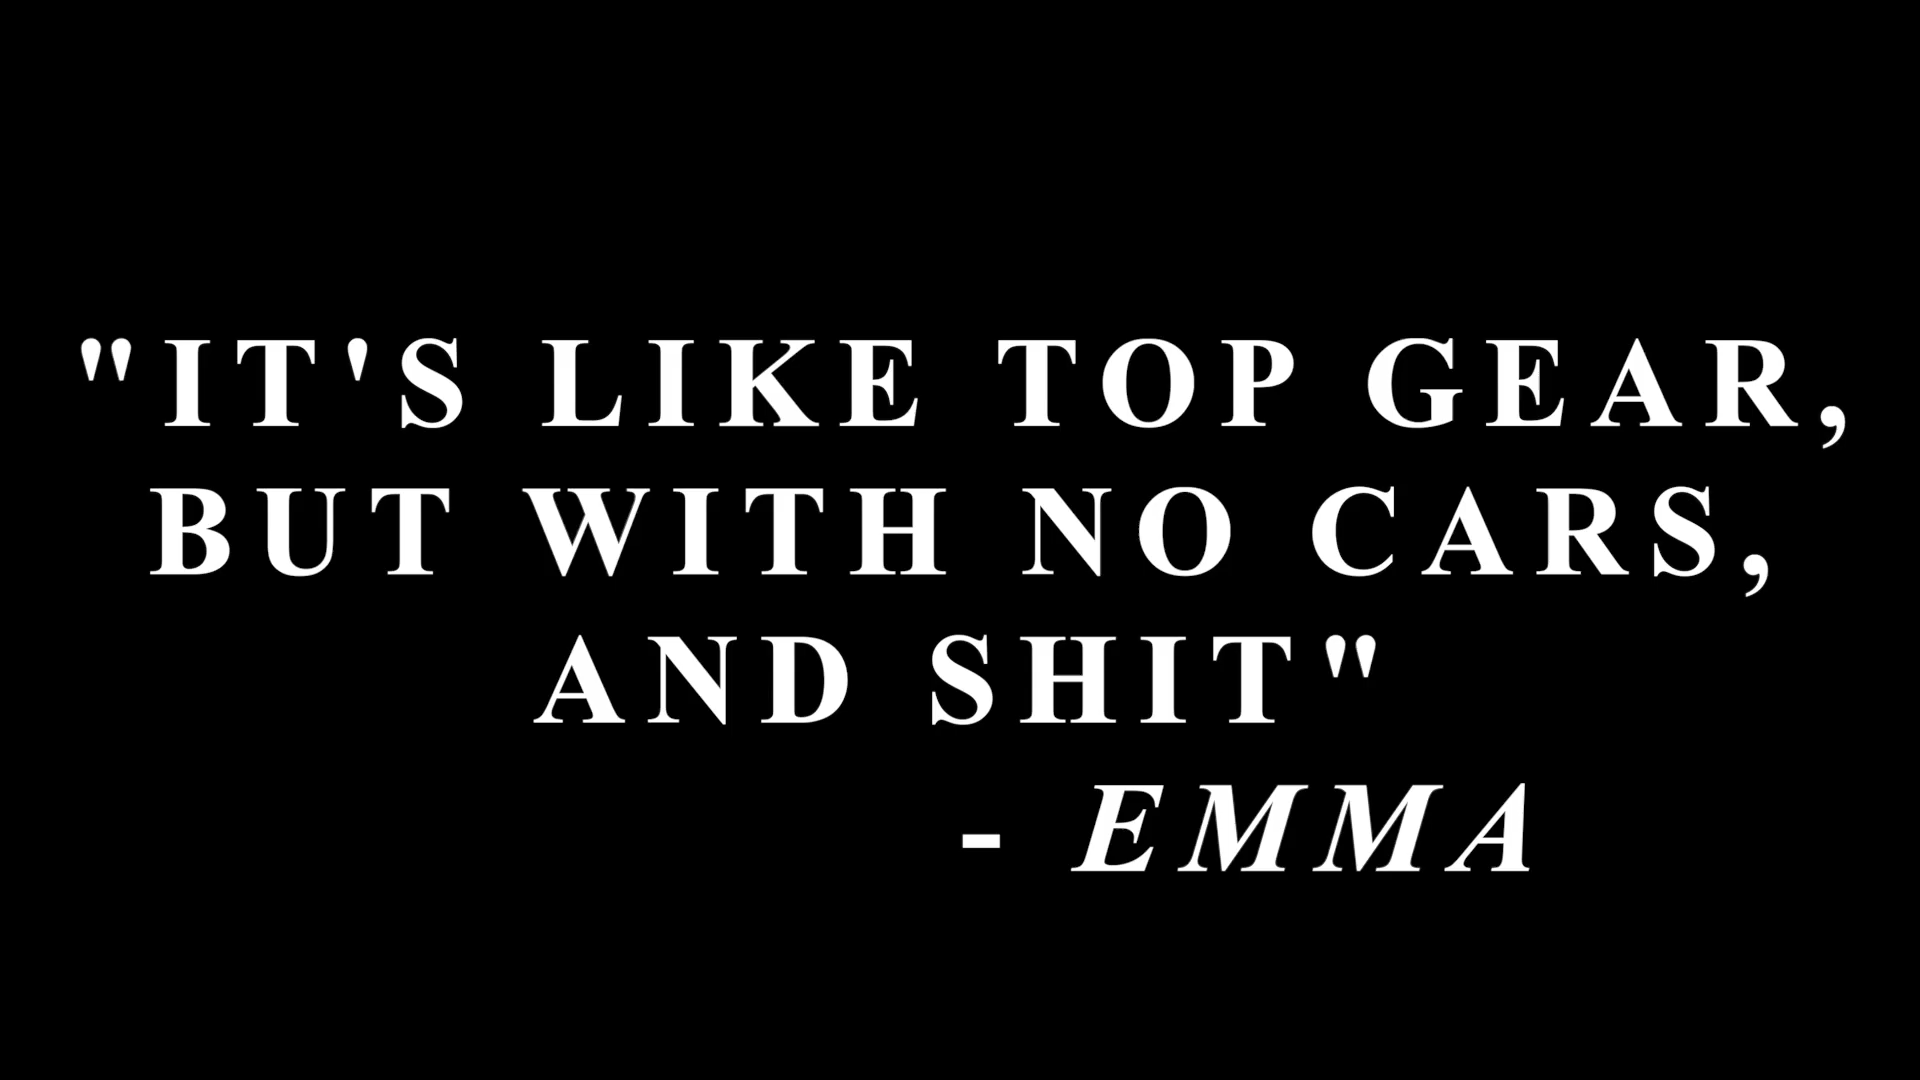 "IT'S LIKE TOP GEAR,
BUT WITH NO CARS,
AND SHIT"
- EMMA